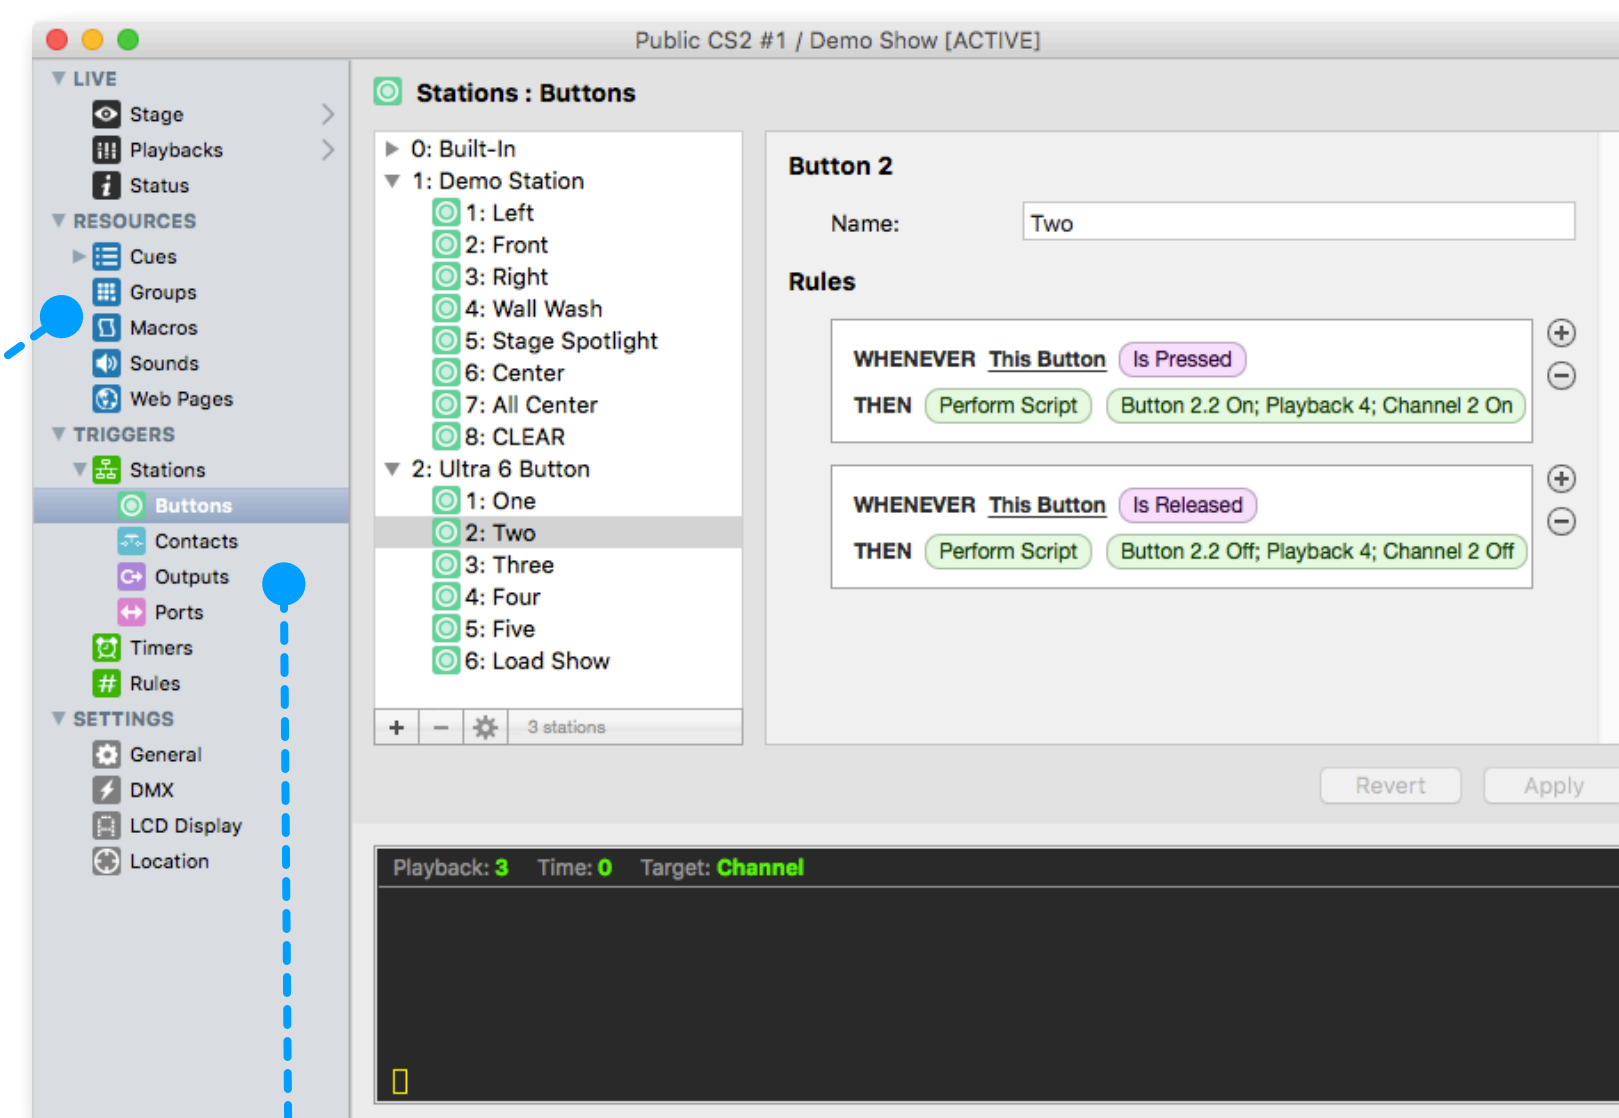 Public CS2 #1 / Demo Show [ACTIVE]
LIVE
Stage
Playbacks
Status
RESOURCES
Cues
Groups
Macros
Sounds
Web Pages
TRIGGERS
Stations
Buttons
Contacts
Outputs
Ports
Timers
Rules
SETTINGS
General
DMX
LCD Display
Location
Stations : Buttons
0: Built-In
1: Demo Station
1: Left
2: Front
3: Right
4: Wall Wash
5: Stage Spotlight
6: Center
7: All Center
8: CLEAR
2: Ultra 6 Button
1: One
2: Two
3: Three
4: Four
5: Five
6: Load Show
3 stations
Button 2
Name: Two
Rules
WHENEVER This Button Is Pressed
THEN Perform Script Button 2.2 On; Playback 4; Channel 2 On
WHENEVER This Button Is Released
THEN Perform Script Button 2.2 Off; Playback 4; Channel 2 Off
Revert Apply
Playback: 3 Time: 0 Target: Channel